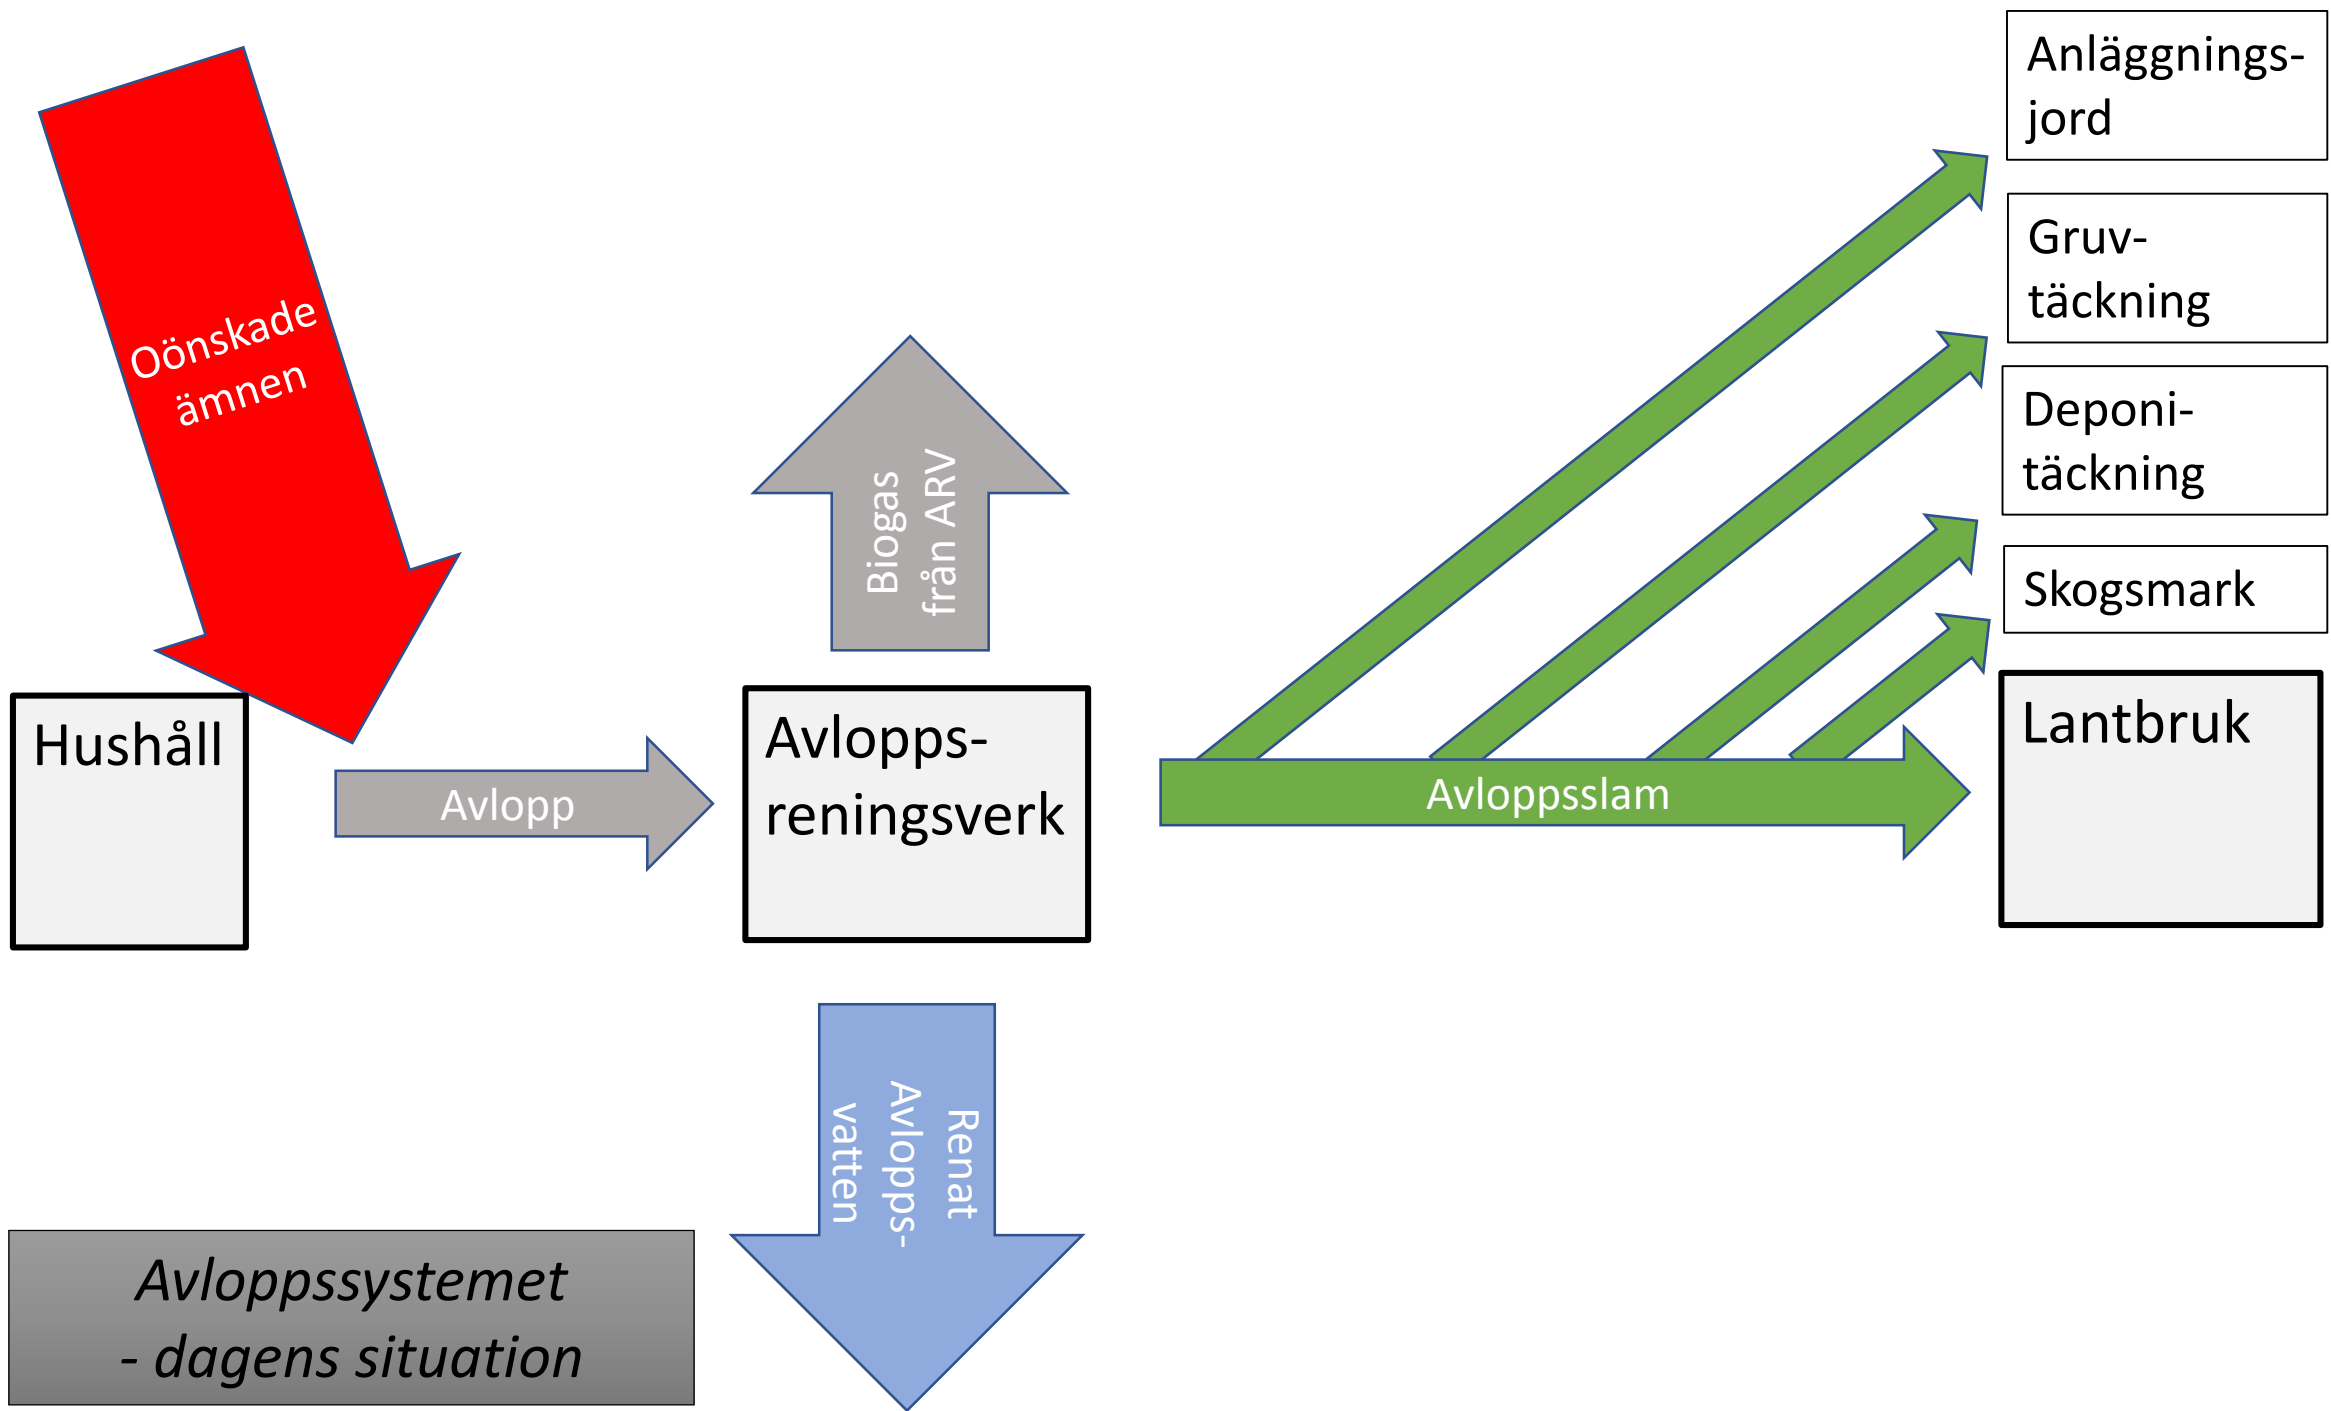 Anläggnings-
jord
Gruv-
täckning
Oönskade
ämnen
Deponi-
täckning
Biogas
från ARV
Skogsmark
Hushåll
Avlopp
Avlopps-
reningsverk
Avloppsslam
Lantbruk
Renat
Avlopps-
vatten
Avloppssystemet
- dagens situation